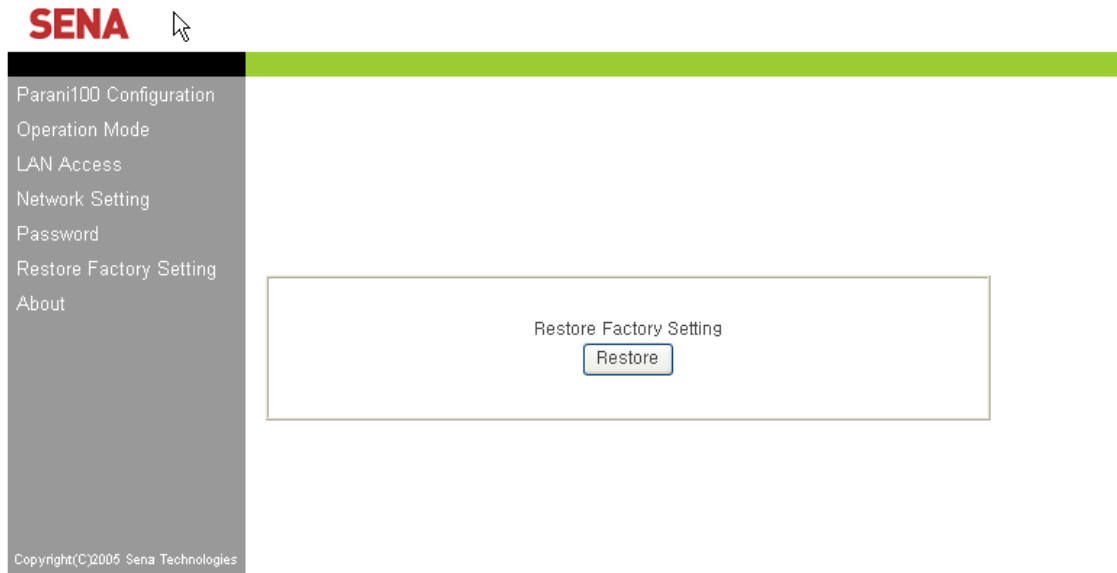 SENA
Parani100 Configuration
Operation Mode
LAN Access
Network Setting
Password
Restore Factory Setting
About
Restore Factory Setting
Restore
Copyright(C)2005 Sena Technologies